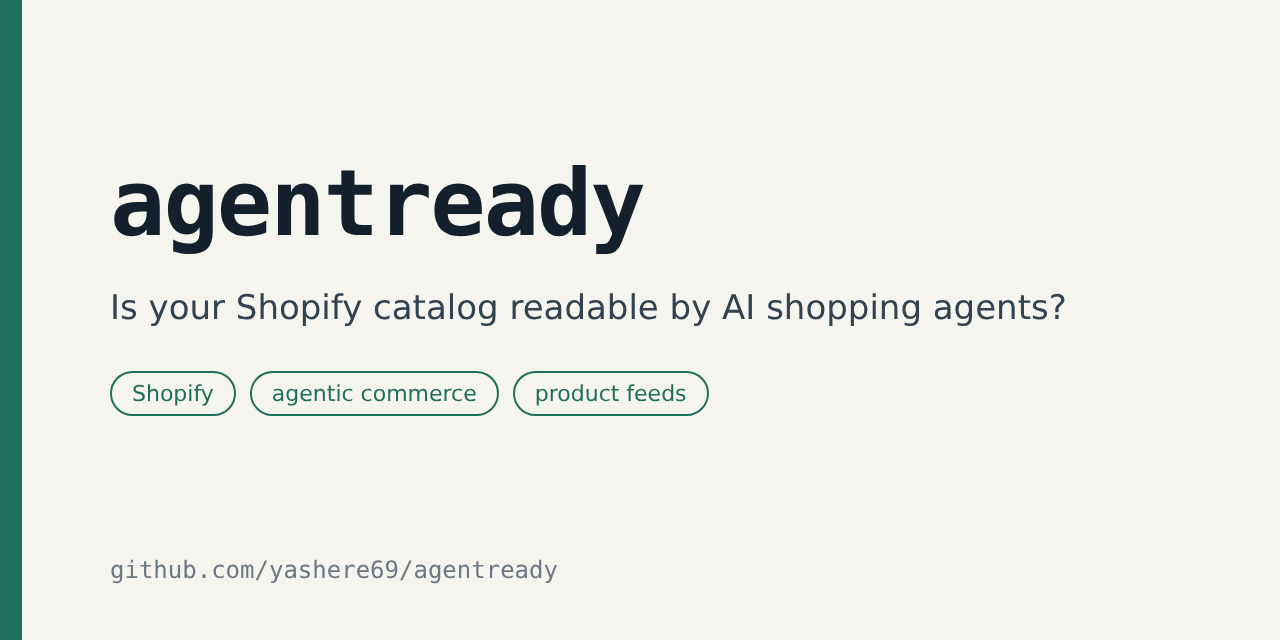 agentready
Is your Shopify catalog readable by AI shopping agents?
Shopify agentic commerce product feeds
github.com/yashere69/agentready